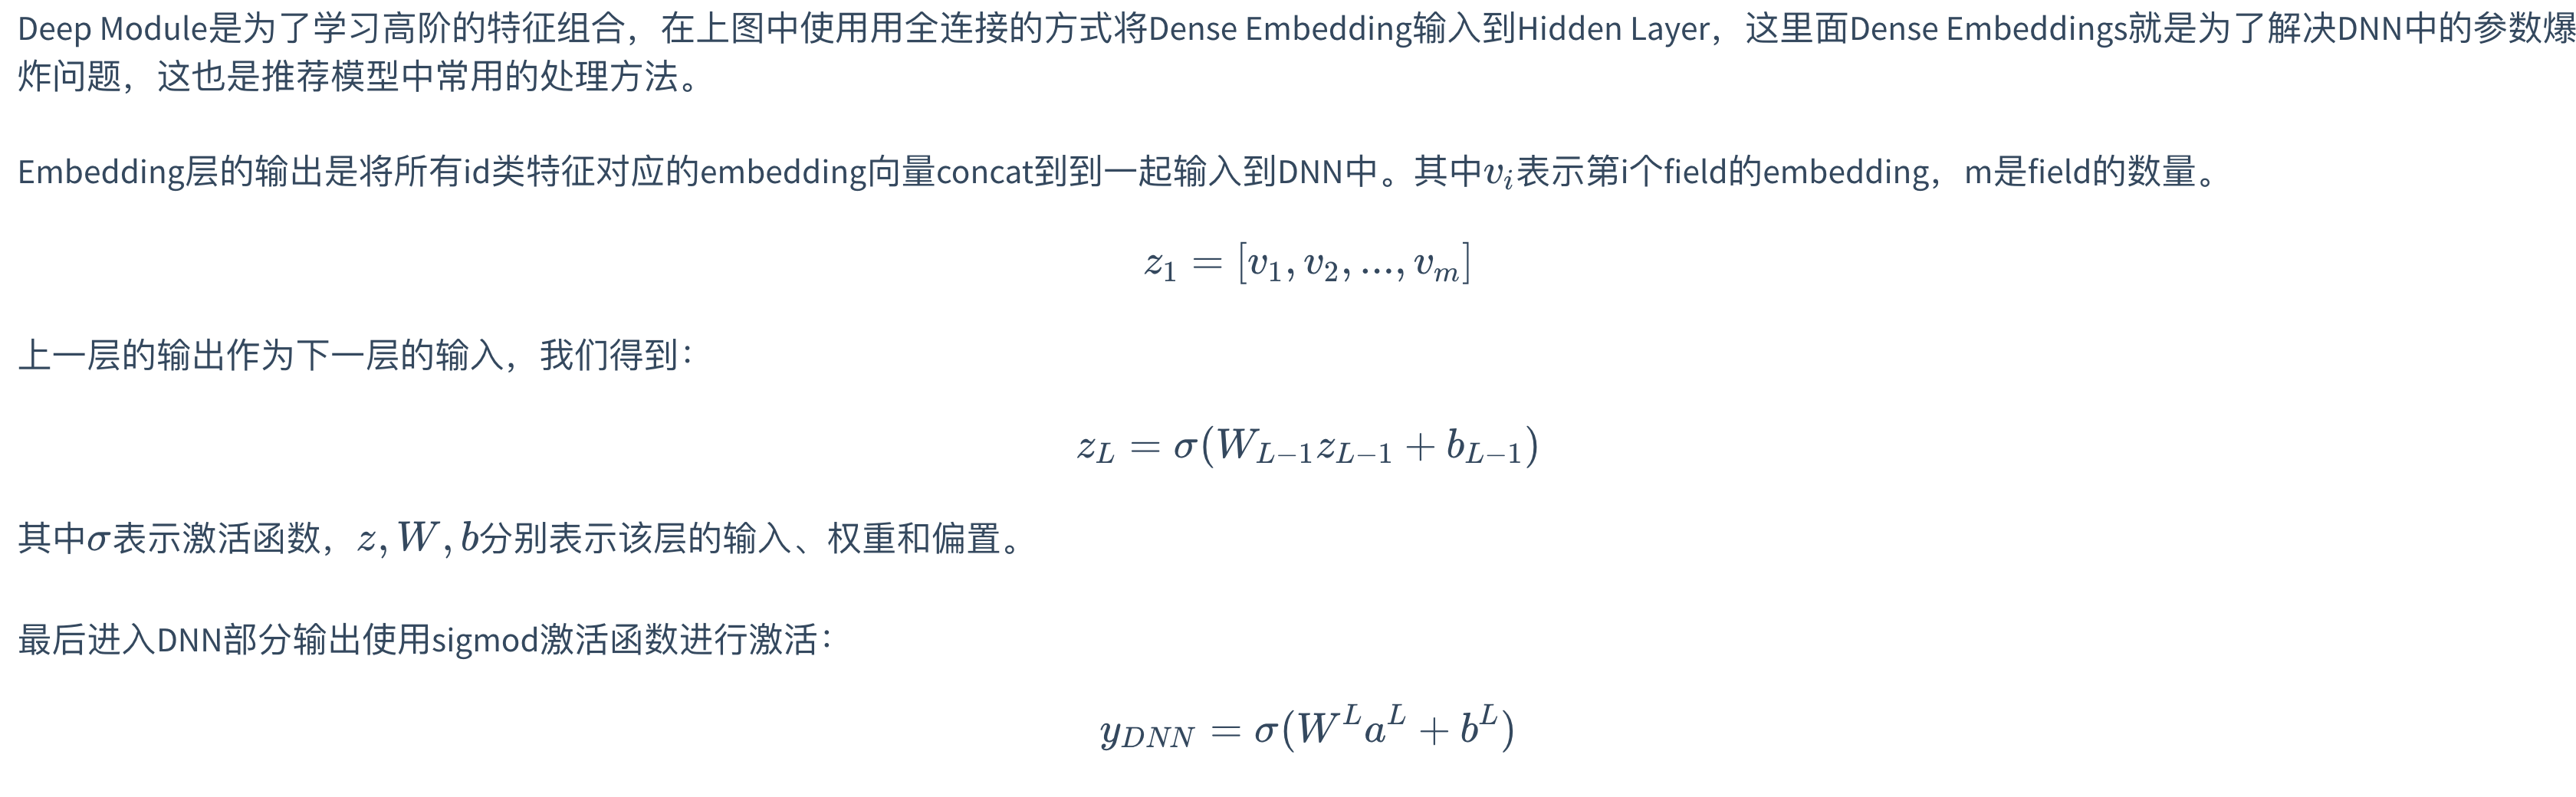 Deep Module是为了学习高阶的特征组合，在上图中使用用全连接的方式将Dense Embedding输入到Hidden Layer，这里面Dense Embeddings就是为了解决DNN中的参数爆
炸问题，这也是推荐模型中常用的处理方法。
Embedding层的输出是将所有id类特征对应的embedding向量concat到到一起输入到DNN中。其中$v_i$表示第i个field的embedding，m是field的数量。
$z_1 = [v_1, v_2, ..., v_m]$
上一层的输出作为下一层的输入，我们得到：
$z_L = \sigma(W_{L-1} z_{L-1} + b_{L-1})$
其中$\sigma$表示激活函数，$z, W, b$分别表示该层的输入、权重和偏置。
最后进入DNN部分输出使用sigmod激活函数进行激活：
$y_{DNN} = \sigma(W^L a^L + b^L)$